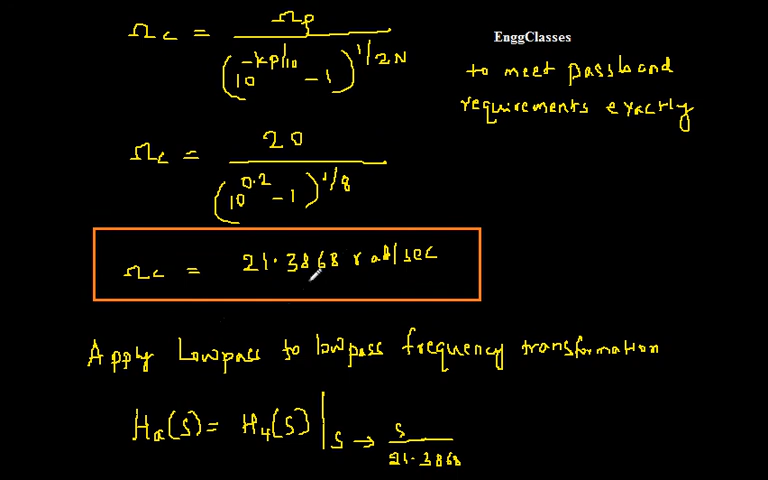 Ωc = Ωp / (10^(-kp/10) - 1)^(1/2N)
EnggClasses
to meet passband
requirements exactly
Ωc = 20 / (10^0.2 - 1)^(1/8)
Ωc = 21.3868 rad/sec
Apply Lowpass to lowpass frequency transformation
Ha(S) = H4(S) | S → S / 21.3868